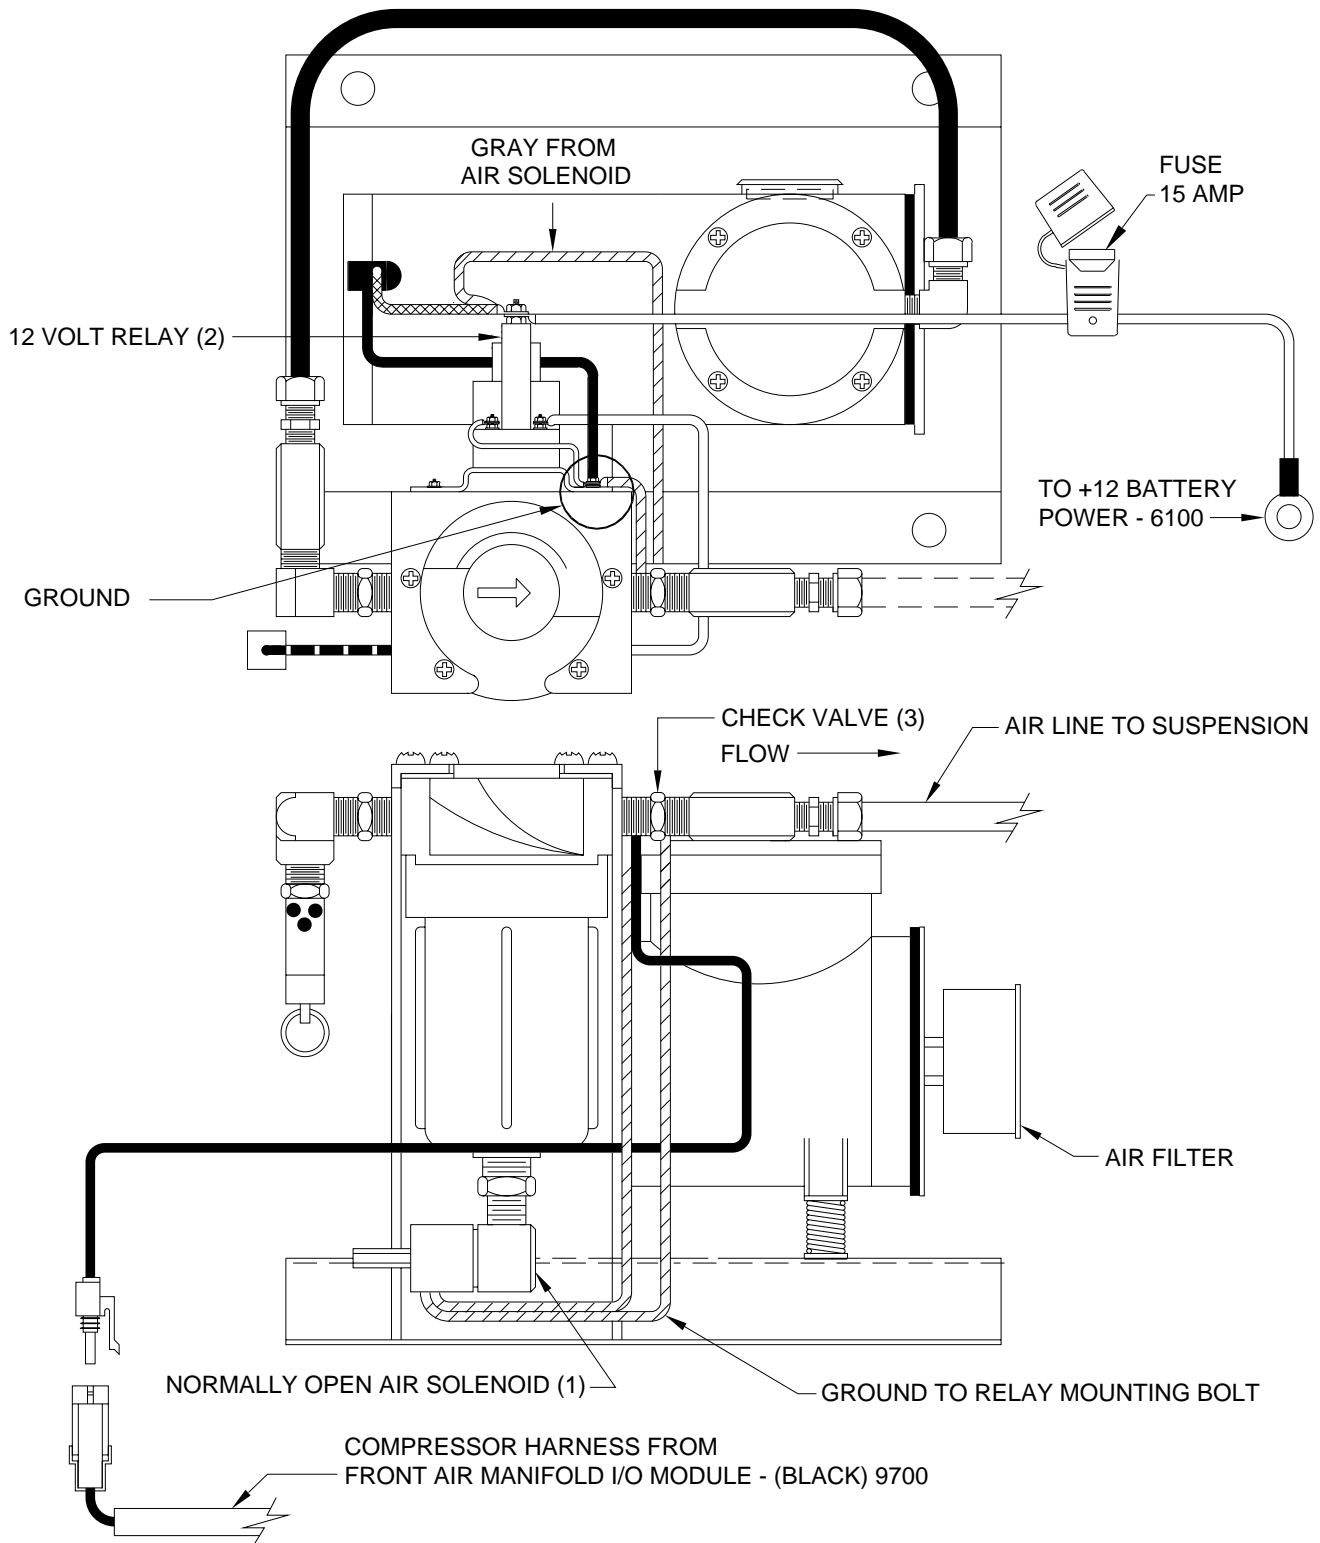 GRAY FROM
AIR SOLENOID
FUSE
15 AMP
12 VOLT RELAY (2)
TO +12 BATTERY
POWER - 6100
GROUND
CHECK VALVE (3)
FLOW
AIR LINE TO SUSPENSION
AIR FILTER
NORMALLY OPEN AIR SOLENOID (1)
GROUND TO RELAY MOUNTING BOLT
COMPRESSOR HARNESS FROM
FRONT AIR MANIFOLD I/O MODULE - (BLACK) 9700